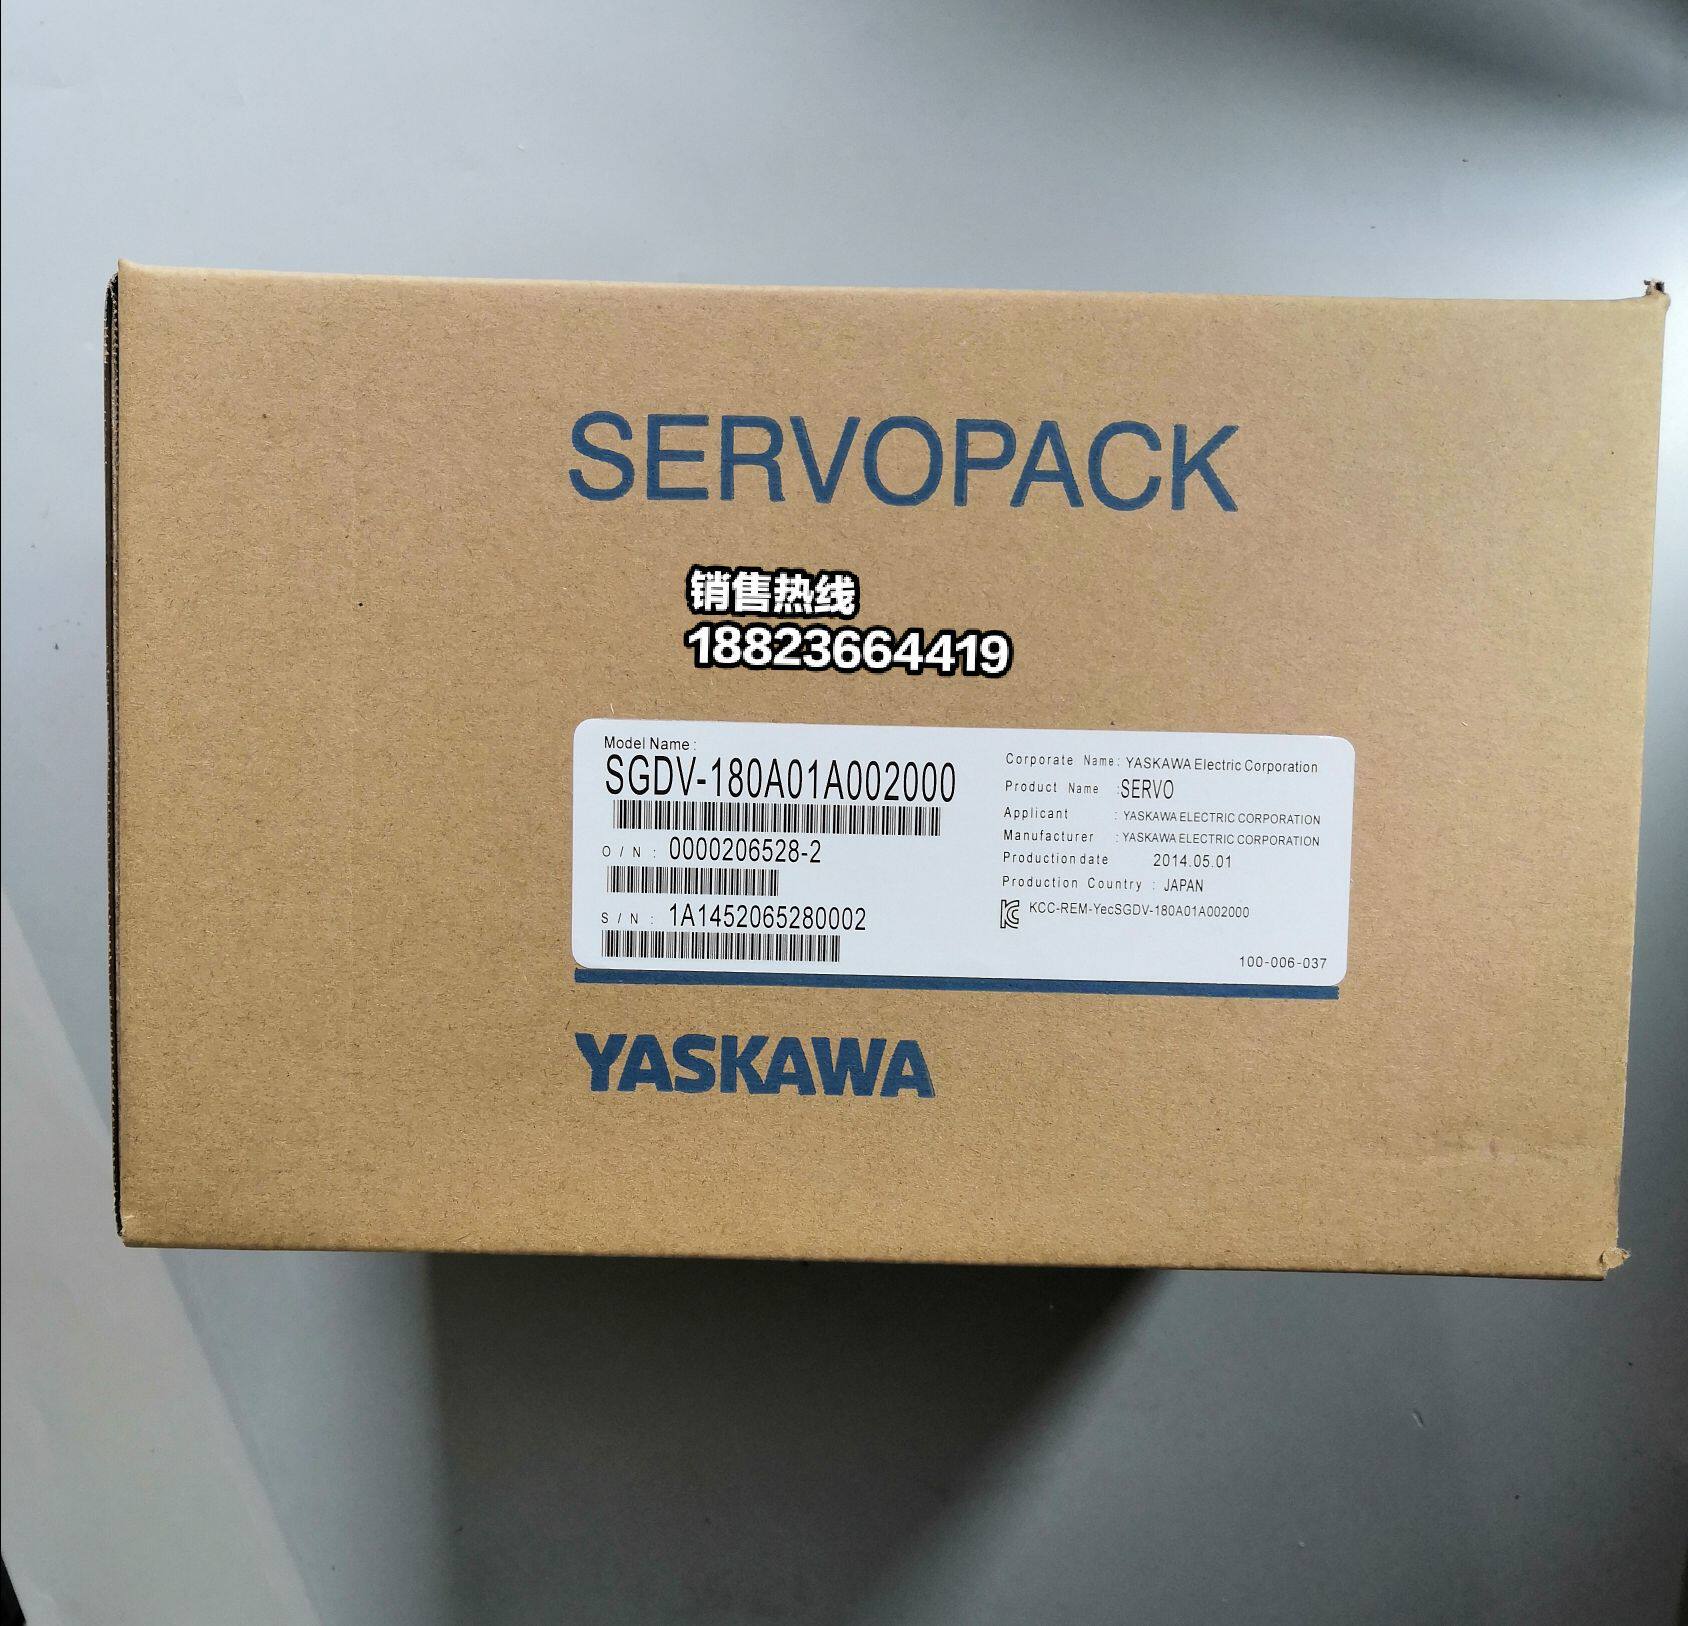 SERVOPACK
销售热线
18823664419
Model Name :
SGDV-180A01A002000
O / N : 0000206528-2
S / N : 1A1452065280002
Corporate Name : YASKAWA Electric Corporation
Product Name : SERVO
Applicant : YASKAWA ELECTRIC CORPORATION
Manufacturer : YASKAWA ELECTRIC CORPORATION
Production date 2014.05.01
Production Country : JAPAN
KCC-REM-YecSGDV-180A01A002000
100-006-037
YASKAWA